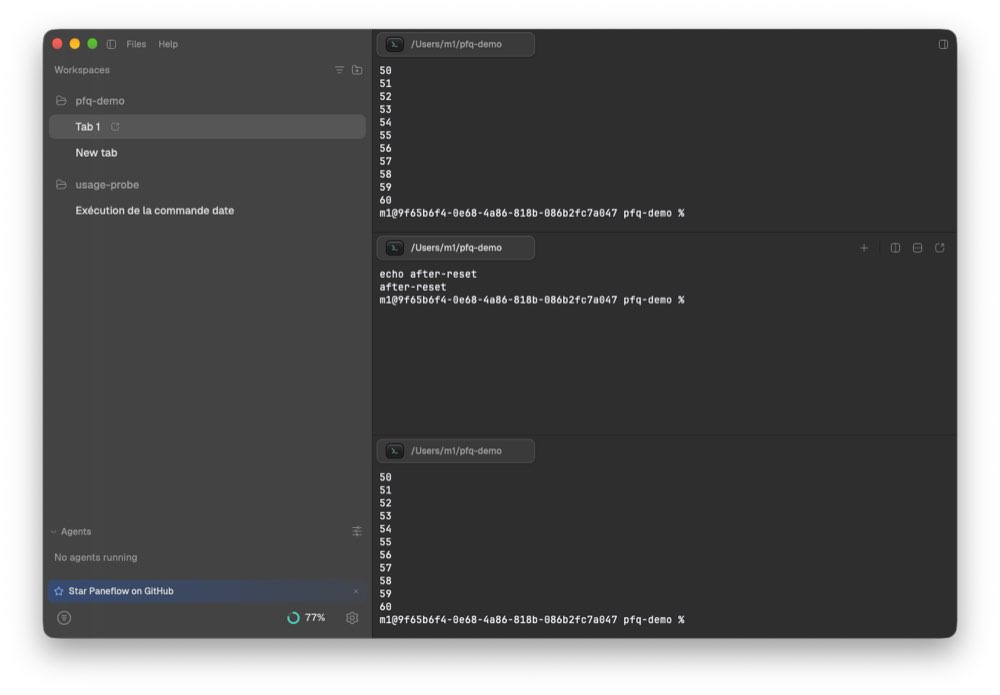 Files Help
Workspaces
pfq-demo
Tab 1
New tab
usage-probe
Exécution de la commande date
Agents
No agents running
Star Paneflow on GitHub
77%
/Users/m1/pfq-demo
50
51
52
53
54
55
56
57
58
59
60
m1@9f65b6f4-0e68-4a86-818b-086b2fc7a047 pfq-demo %
/Users/m1/pfq-demo
echo after-reset
after-reset
m1@9f65b6f4-0e68-4a86-818b-086b2fc7a047 pfq-demo %
/Users/m1/pfq-demo
50
51
52
53
54
55
56
57
58
59
60
m1@9f65b6f4-0e68-4a86-818b-086b2fc7a047 pfq-demo %